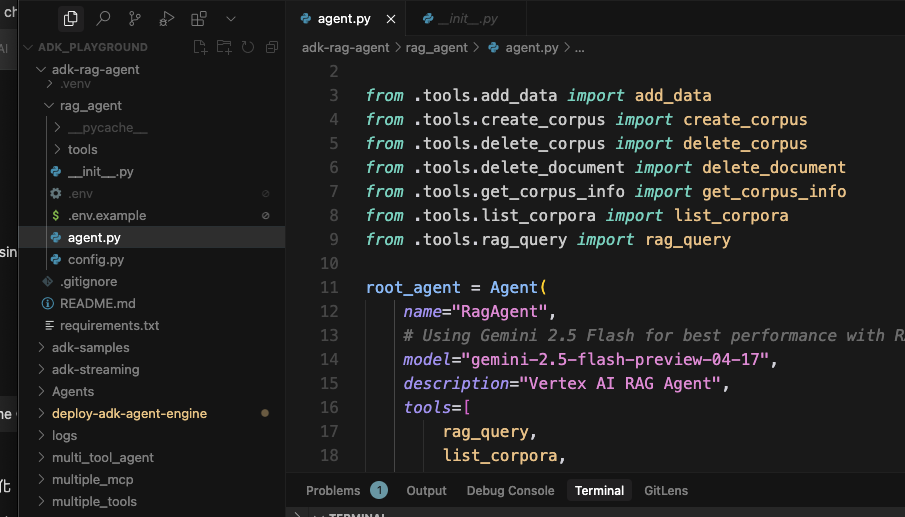 ch
AI
sin
ne
ft
ADK_PLAYGROUND
adk-rag-agent
.venv
rag_agent
__pycache__
tools
__init__.py
.env
$ .env.example
agent.py
config.py
.gitignore
README.md
requirements.txt
adk-samples
adk-streaming
Agents
deploy-adk-agent-engine
logs
multi_tool_agent
multiple_mcp
multiple_tools
agent.py
__init__.py
adk-rag-agent > rag_agent > agent.py > ...
2
3 from .tools.add_data import add_data
4 from .tools.create_corpus import create_corpus
5 from .tools.delete_corpus import delete_corpus
6 from .tools.delete_document import delete_document
7 from .tools.get_corpus_info import get_corpus_info
8 from .tools.list_corpora import list_corpora
9 from .tools.rag_query import rag_query
10
11 root_agent = Agent(
12 name="RagAgent",
13 # Using Gemini 2.5 Flash for best performance with R
14 model="gemini-2.5-flash-preview-04-17",
15 description="Vertex AI RAG Agent",
16 tools=[
17 rag_query,
18 list_corpora,
Problems 1 Output Debug Console Terminal GitLens
TERMINAL